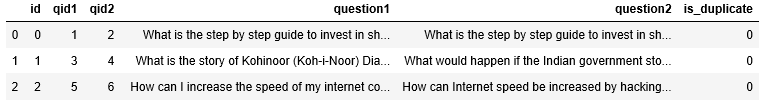 id qid1 qid2 question1 question2 is_duplicate
0 0 1 2 What is the step by step guide to invest in sh... What is the step by step guide to invest in sh... 0
1 1 3 4 What is the story of Kohinoor (Koh-i-Noor) Dia... What would happen if the Indian government sto... 0
2 2 5 6 How can I increase the speed of my internet co... How can Internet speed be increased by hacking... 0